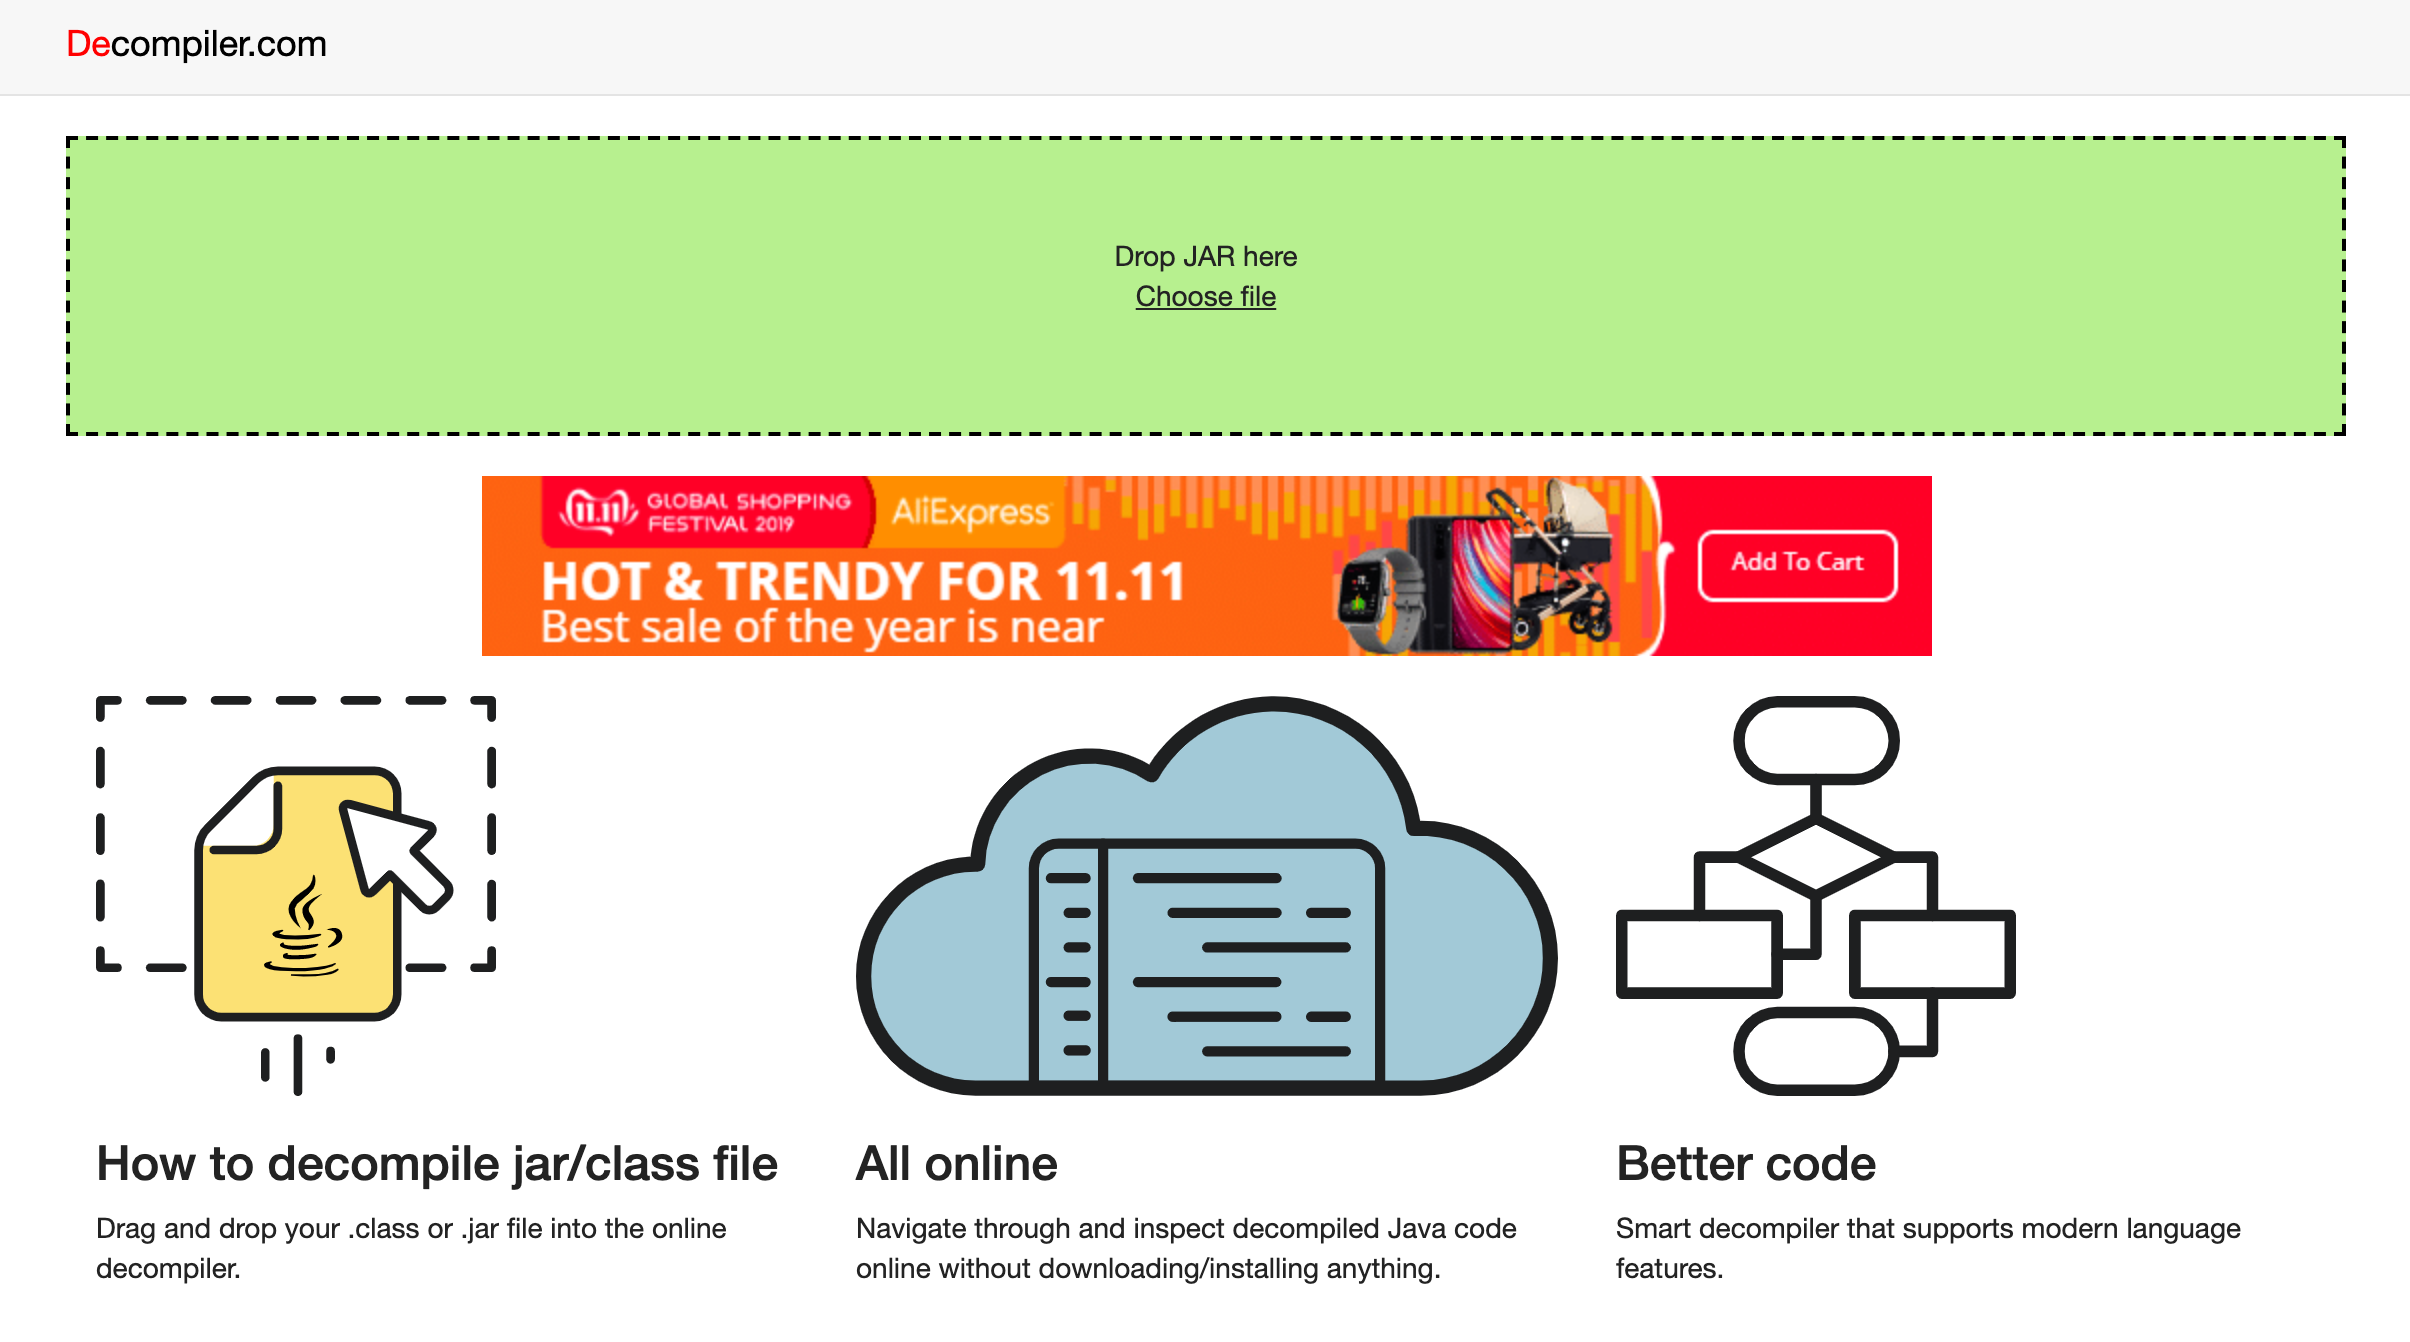 Decompiler.com
Drop JAR here
Choose file
11.11 GLOBAL SHOPPING
FESTIVAL 2019
AliExpress
HOT & TRENDY FOR 11.11
Best sale of the year is near
Add To Cart
How to decompile jar/class file
Drag and drop your .class or .jar file into the online
decompiler.
All online
Navigate through and inspect decompiled Java code
online without downloading/installing anything.
Better code
Smart decompiler that supports modern language
features.